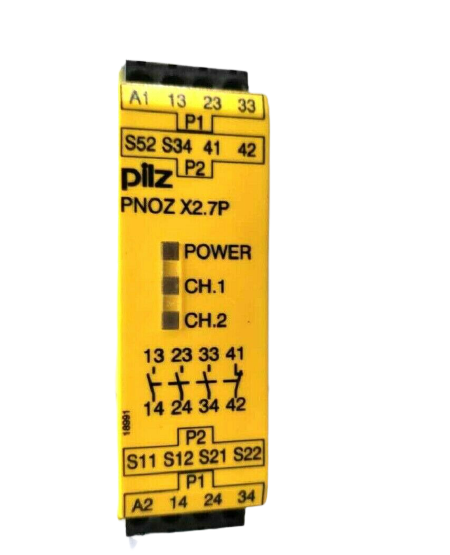 A1 13 23 33
P1
S52 S34 41 42
P2
pilz
PNOZ X2.7P
POWER
CH.1
CH.2
13 23 33 41
14 24 34 42
18991
P2
S11 S12 S21 S22
P1
A2 14 24 34